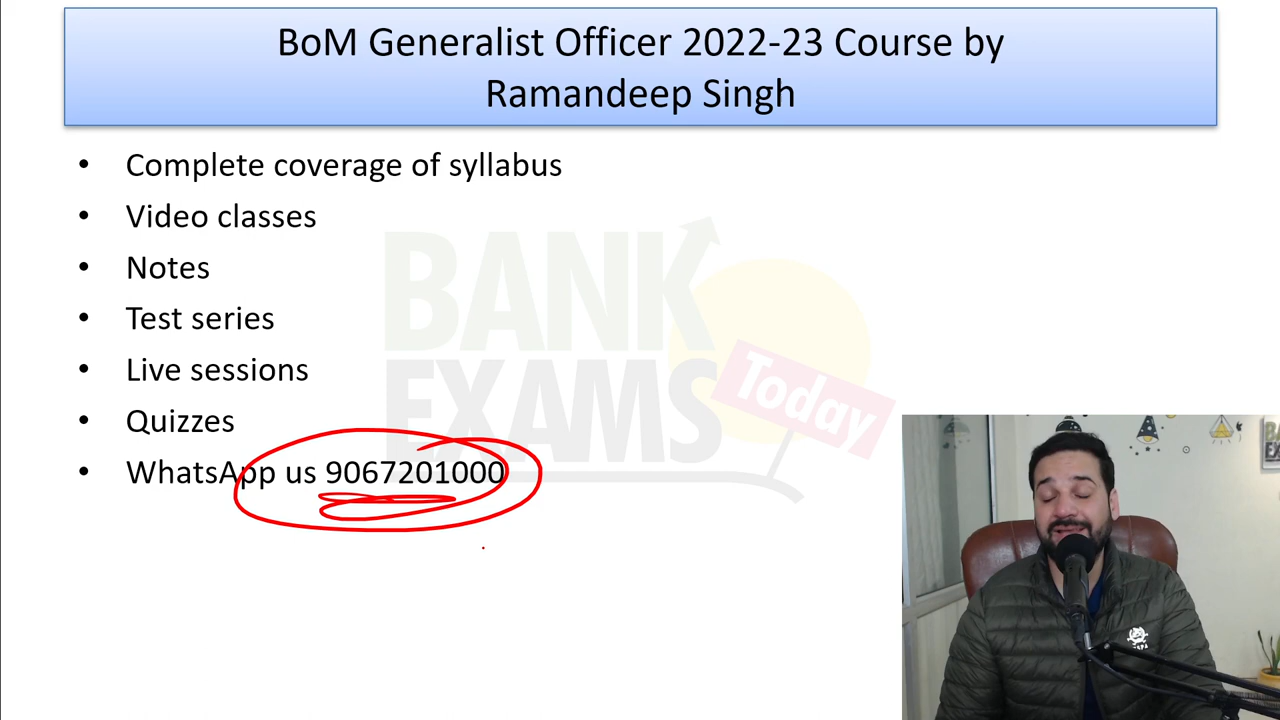 BoM Generalist Officer 2022-23 Course by
Ramandeep Singh
• Complete coverage of syllabus
• Video classes
• Notes
• Test series
• Live sessions
• Quizzes
• WhatsApp us 9067201000
BANK
EXAMS
Today